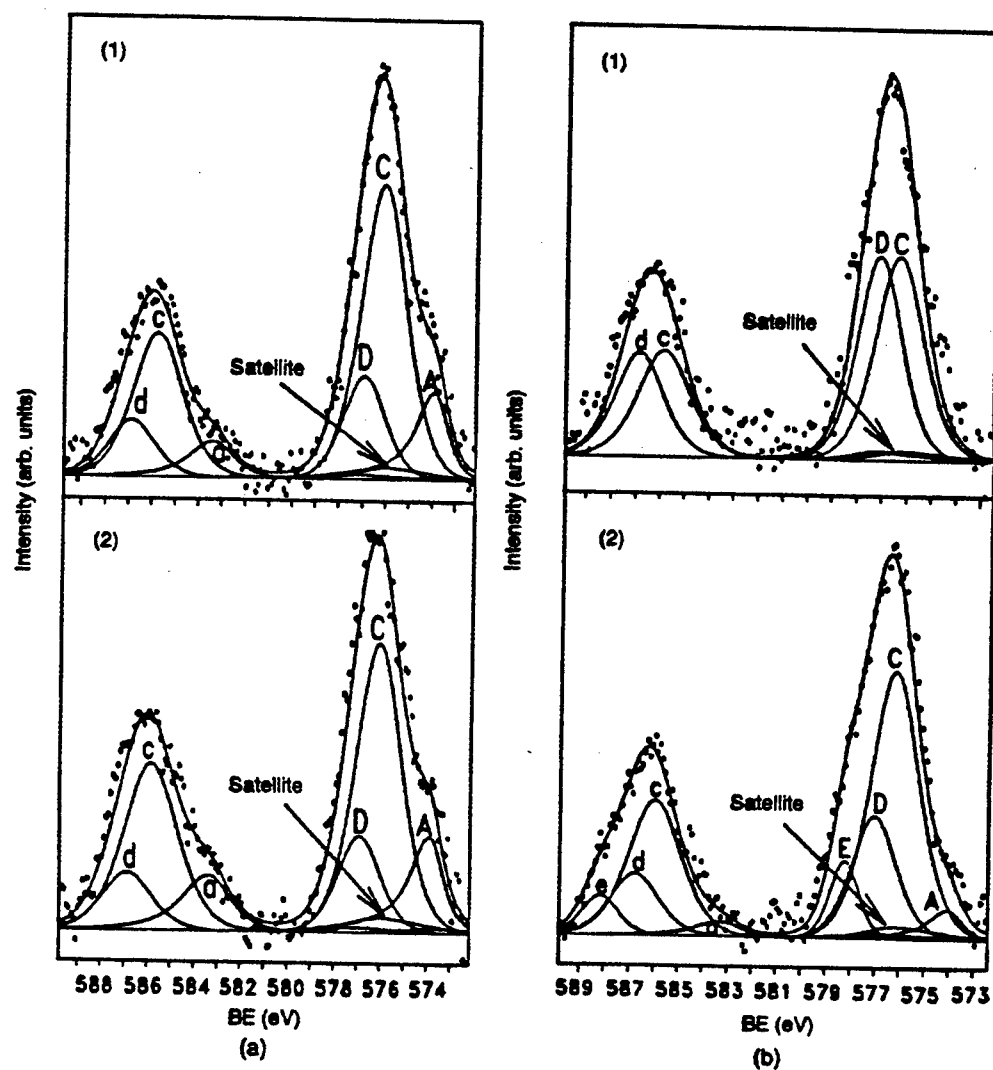 (1)
C
c
D
Satellite
A
d
a
Intensity (arb. units)
(2)
C
c
Satellite
D
A
d
a
588 586 584 582 580 578 576 574
BE (eV)
(a)
(1)
D C
Satellite
d c
Intensity (arb. units)
(2)
C
c
Satellite
D
d
E
e
A
a
589 587 585 583 581 579 577 575 573
BE (eV)
(b)